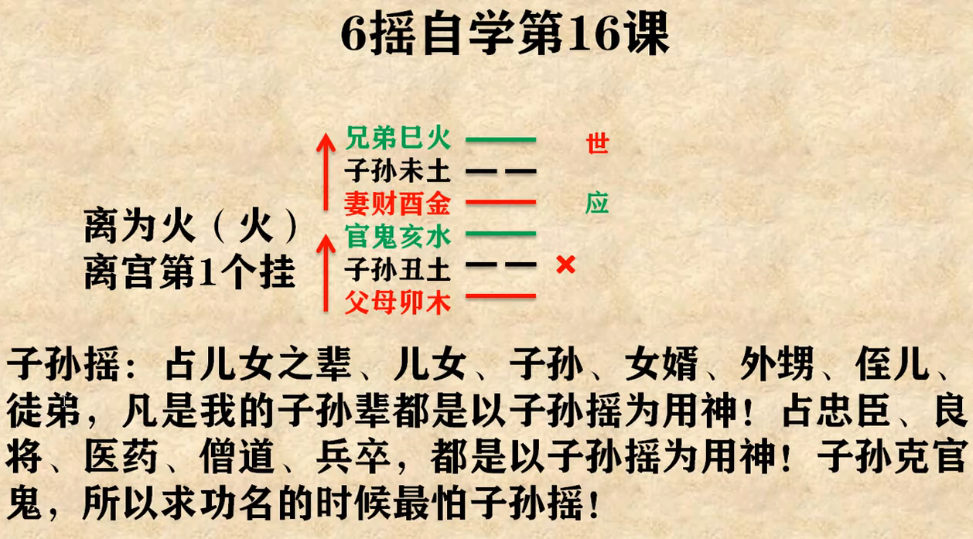 6摇自学第16课
兄弟巳火 世
子孙未土
妻财酉金 应
官鬼亥水
子孙丑土
父母卯木
离为火（火）
离宫第1个挂
子孙摇：占儿女之辈、儿女、子孙、女婿、外甥、侄儿、
徒弟，凡是我的子孙辈都是以子孙摇为用神！占忠臣、良
将、医药、僧道、兵卒，都是以子孙摇为用神！子孙克官
鬼，所以求功名的时候最怕子孙摇！